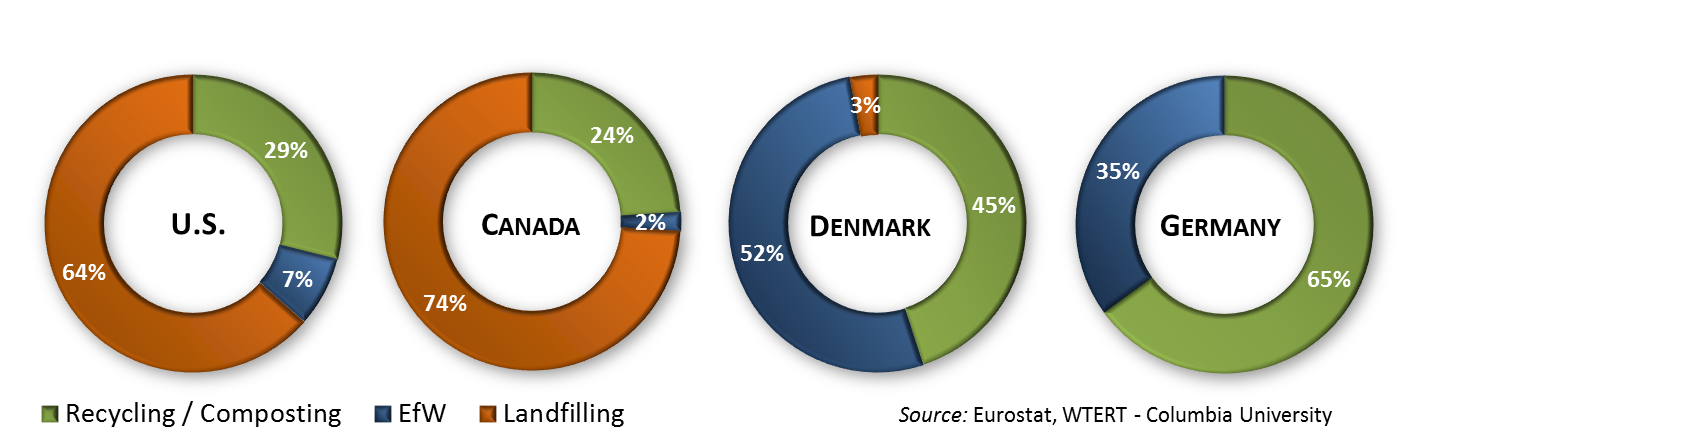 29%
7%
64%
U.S.
24%
2%
74%
CANADA
3%
45%
52%
DENMARK
35%
65%
GERMANY
Recycling / Composting
EfW
Landfilling
Source: Eurostat, WTERT - Columbia University